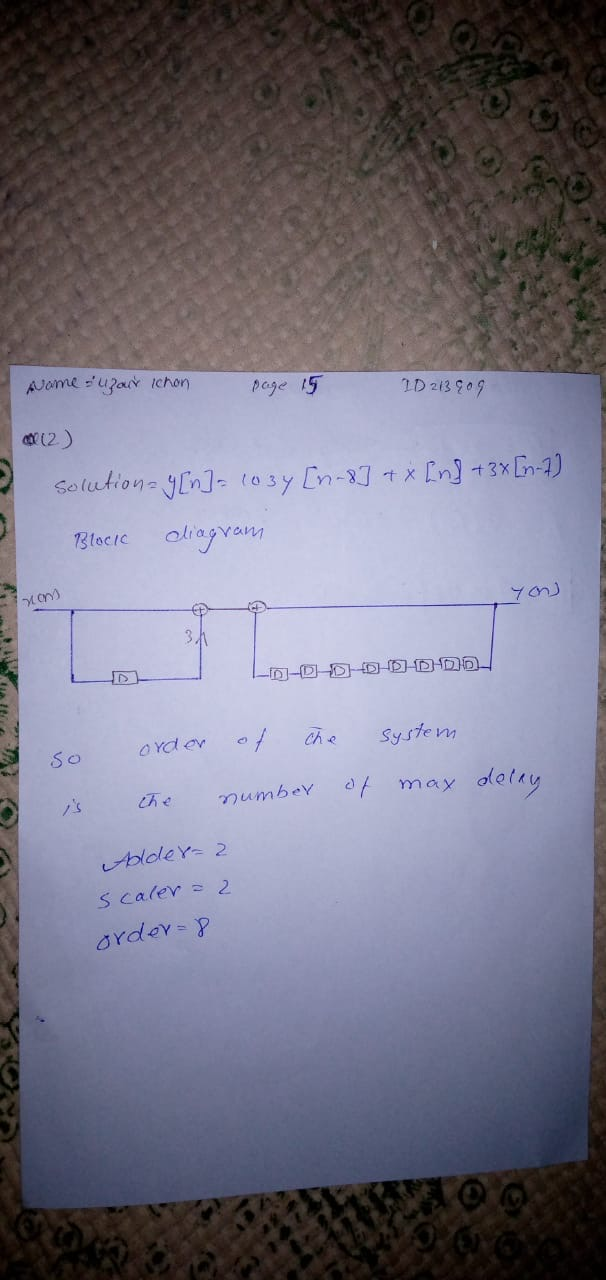 Name = uzair Khan page 15 ID 213909
(2)
Solution = y[n] = 103y [n-8] + x [n] + 3x[n-7]
Block diagram
x(n) y(n)
+ +
3
D D D D D D D D D
so order of the system
is the number of max delay
Adder = 2
scaler = 2
order = 8